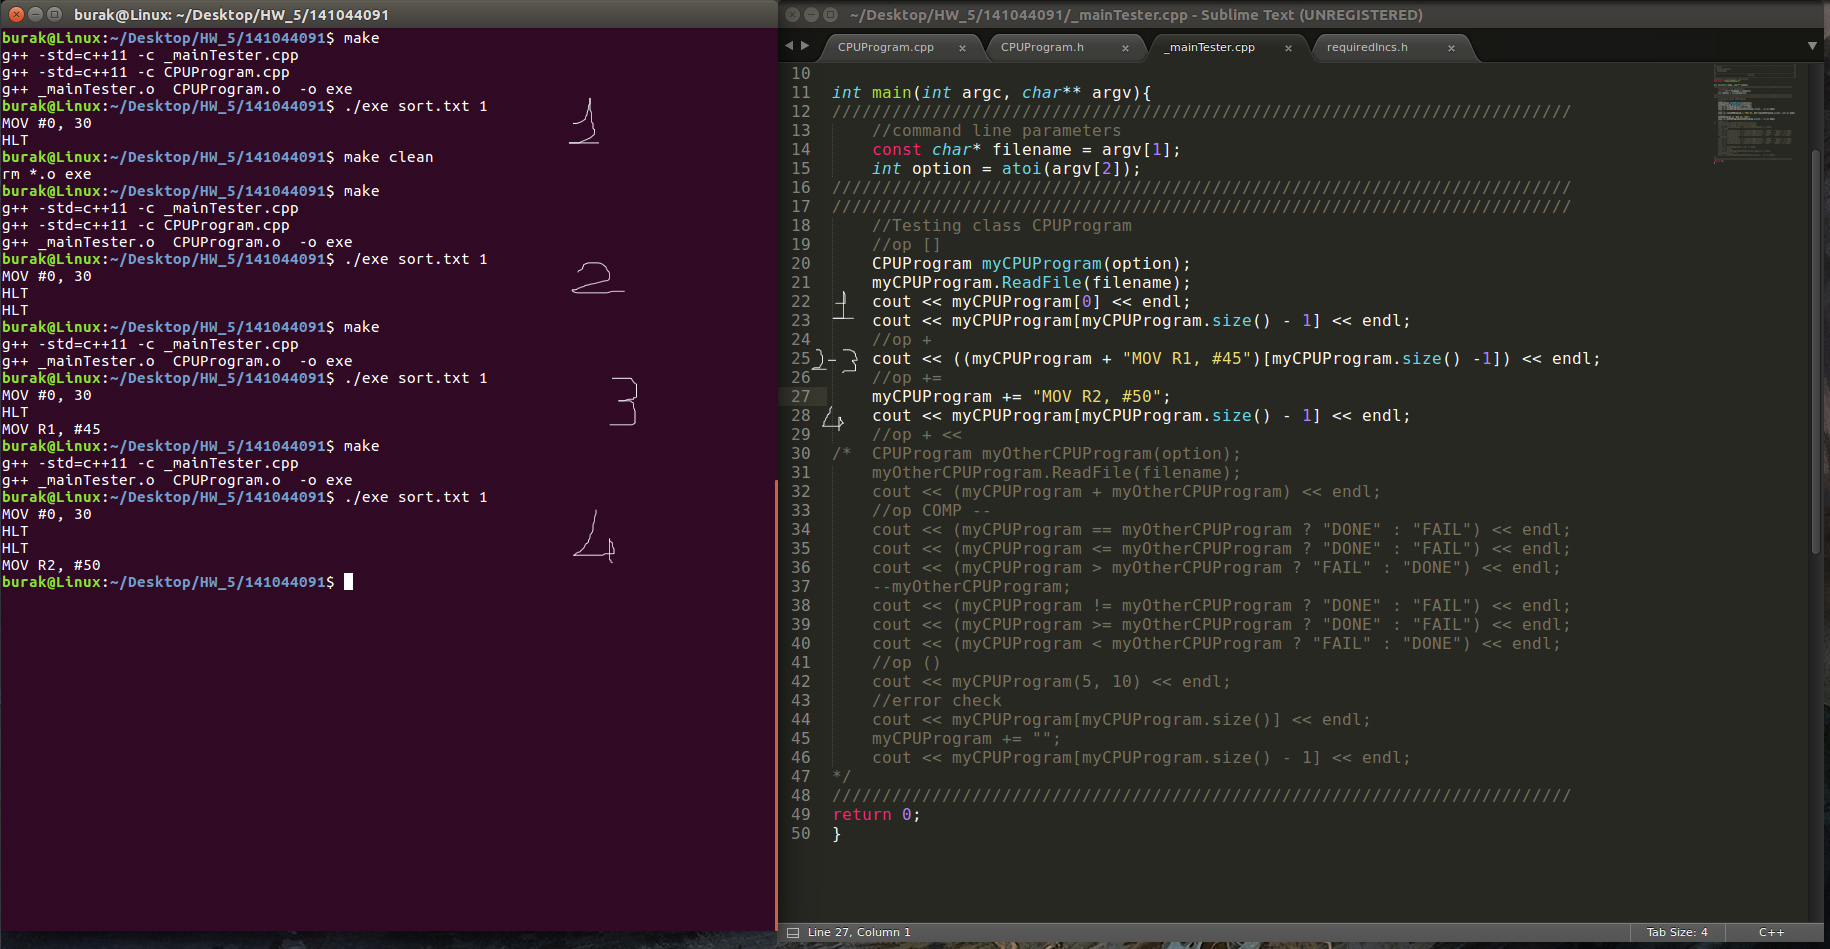 burak@Linux: ~/Desktop/HW_5/141044091
burak@Linux:~/Desktop/HW_5/141044091$ make
g++ -std=c++11 -c _mainTester.cpp
g++ -std=c++11 -c CPUProgram.cpp
g++ _mainTester.o  CPUProgram.o  -o exe
burak@Linux:~/Desktop/HW_5/141044091$ ./exe sort.txt 1
MOV #0, 30
HLT
1
burak@Linux:~/Desktop/HW_5/141044091$ make clean
rm *.o exe
burak@Linux:~/Desktop/HW_5/141044091$ make
g++ -std=c++11 -c _mainTester.cpp
g++ -std=c++11 -c CPUProgram.cpp
g++ _mainTester.o  CPUProgram.o  -o exe
burak@Linux:~/Desktop/HW_5/141044091$ ./exe sort.txt 1
MOV #0, 30
HLT
HLT
2
burak@Linux:~/Desktop/HW_5/141044091$ make
g++ -std=c++11 -c _mainTester.cpp
g++ _mainTester.o  CPUProgram.o  -o exe
burak@Linux:~/Desktop/HW_5/141044091$ ./exe sort.txt 1
MOV #0, 30
HLT
MOV R1, #45
3
burak@Linux:~/Desktop/HW_5/141044091$ make
g++ -std=c++11 -c _mainTester.cpp
g++ _mainTester.o  CPUProgram.o  -o exe
burak@Linux:~/Desktop/HW_5/141044091$ ./exe sort.txt 1
MOV #0, 30
HLT
HLT
MOV R2, #50
4
burak@Linux:~/Desktop/HW_5/141044091$
~/Desktop/HW_5/141044091/_mainTester.cpp - Sublime Text (UNREGISTERED)
CPUProgram.cpp × CPUProgram.h × _mainTester.cpp × requiredIncs.h ×
10
11 int main(int argc, char** argv){
12 //////////////////////////////////////////////////////////////////////////
13     //command line parameters
14     const char* filename = argv[1];
15     int option = atoi(argv[2]);
16 //////////////////////////////////////////////////////////////////////////
17 //////////////////////////////////////////////////////////////////////////
18     //Testing class CPUProgram
19     //op []
20     CPUProgram myCPUProgram(option);
21     myCPUProgram.ReadFile(filename);
22 1   cout << myCPUProgram[0] << endl;
23     cout << myCPUProgram[myCPUProgram.size() - 1] << endl;
24     //op +
25 2-3 cout << ((myCPUProgram + "MOV R1, #45")[myCPUProgram.size() -1]) << endl;
26     //op +=
27     myCPUProgram += "MOV R2, #50";
28 4   cout << myCPUProgram[myCPUProgram.size() - 1] << endl;
29     //op + <<
30 /*  CPUProgram myOtherCPUProgram(option);
31     myOtherCPUProgram.ReadFile(filename);
32     cout << (myCPUProgram + myOtherCPUProgram) << endl;
33     //op COMP --
34     cout << (myCPUProgram == myOtherCPUProgram ? "DONE" : "FAIL") << endl;
35     cout << (myCPUProgram <= myOtherCPUProgram ? "DONE" : "FAIL") << endl;
36     cout << (myCPUProgram > myOtherCPUProgram ? "FAIL" : "DONE") << endl;
37     --myOtherCPUProgram;
38     cout << (myCPUProgram != myOtherCPUProgram ? "DONE" : "FAIL") << endl;
39     cout << (myCPUProgram >= myOtherCPUProgram ? "DONE" : "FAIL") << endl;
40     cout << (myCPUProgram < myOtherCPUProgram ? "FAIL" : "DONE") << endl;
41     //op ()
42     cout << myCPUProgram(5, 10) << endl;
43     //error check
44     cout << myCPUProgram[myCPUProgram.size()] << endl;
45     myCPUProgram += "";
46     cout << myCPUProgram[myCPUProgram.size() - 1] << endl;
47 */
48 //////////////////////////////////////////////////////////////////////////
49 return 0;
50 }
Line 27, Column 1
Tab Size: 4
C++